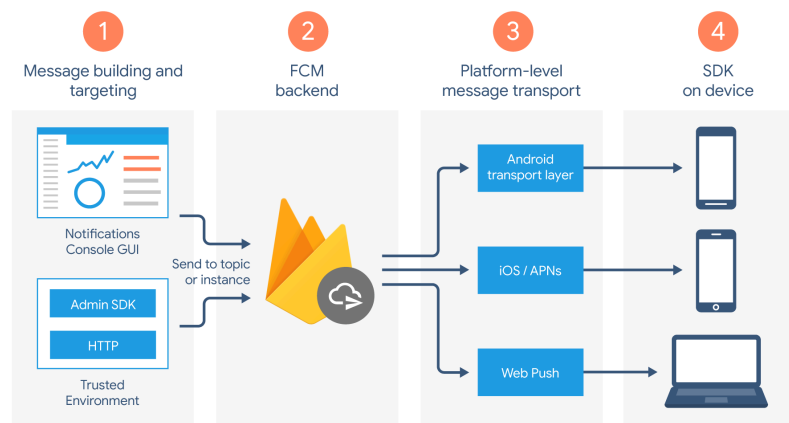 1
Message building and
targeting
2
FCM
backend
3
Platform-level
message transport
4
SDK
on device
Notifications
Console GUI
Admin SDK
HTTP
Trusted
Environment
Send to topic
or instance
Android
transport layer
iOS / APNs
Web Push